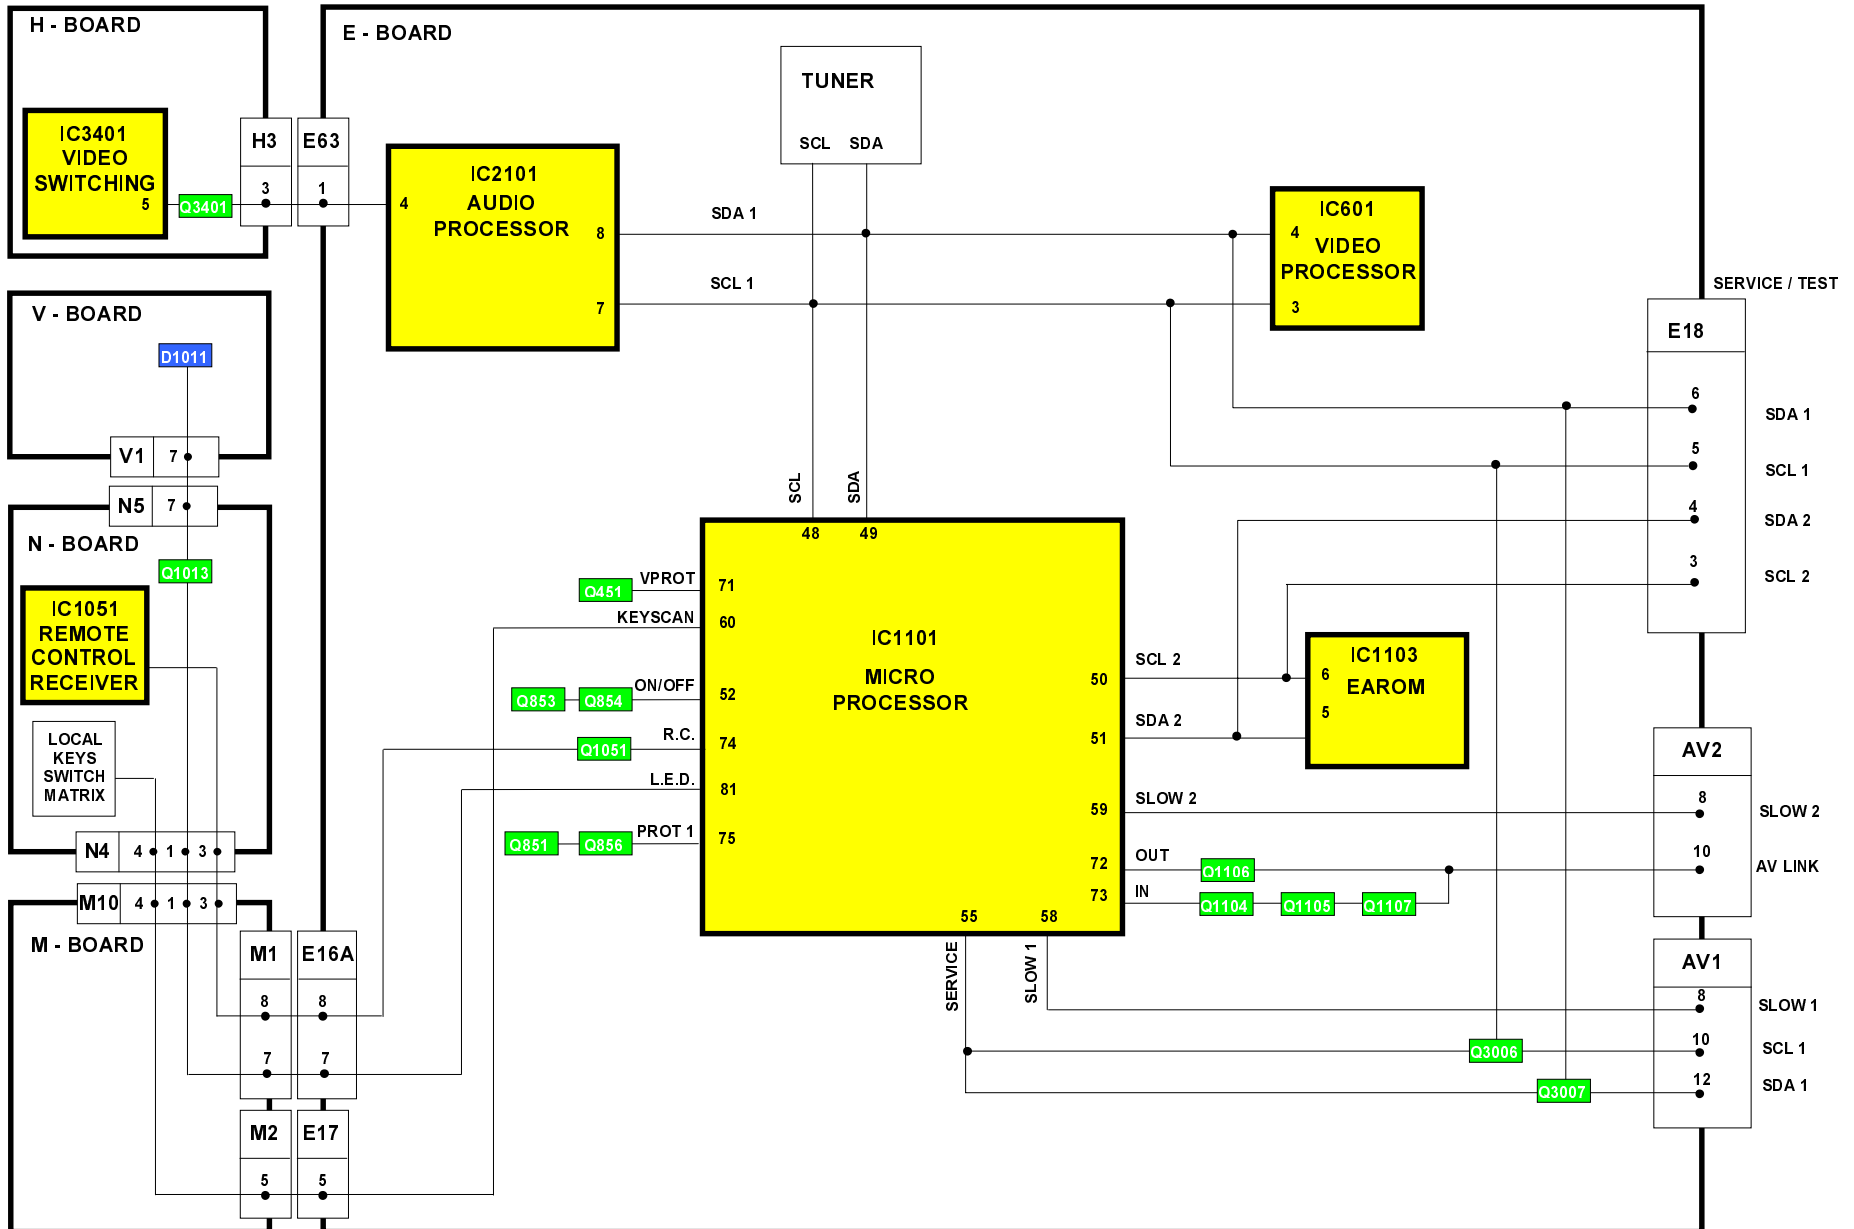 H - BOARD
IC3401
VIDEO
SWITCHING
5
Q3401
H3
3
E63
1
E - BOARD
TUNER
SCL SDA
IC2101
AUDIO
PROCESSOR
4
8
7
SDA 1
SCL 1
IC601
VIDEO
PROCESSOR
4
3
SERVICE / TEST
E18
6
SDA 1
5
SCL 1
4
SDA 2
3
SCL 2
V - BOARD
D1011
V1 7
N5 7
N - BOARD
Q1013
IC1051
REMOTE
CONTROL
RECEIVER
LOCAL
KEYS
SWITCH
MATRIX
N4 4 1 3
M10 4 1 3
M - BOARD
M1
8
7
E16A
8
7
M2
5
E17
5
SCL
SDA
48 49
IC1101
MICRO
PROCESSOR
Q451
VPROT
71
KEYSCAN
60
Q853
Q854
ON/OFF
52
Q1051
R.C.
74
L.E.D.
81
Q851
Q856
PROT 1
75
50
SCL 2
51
SDA 2
IC1103
EAROM
6
5
59
SLOW 2
72
OUT
Q1106
73
IN
Q1104
Q1105
Q1107
55
58
SERVICE
SLOW 1
AV2
8
SLOW 2
10
AV LINK
AV1
8
SLOW 1
10
SCL 1
12
SDA 1
Q3006
Q3007